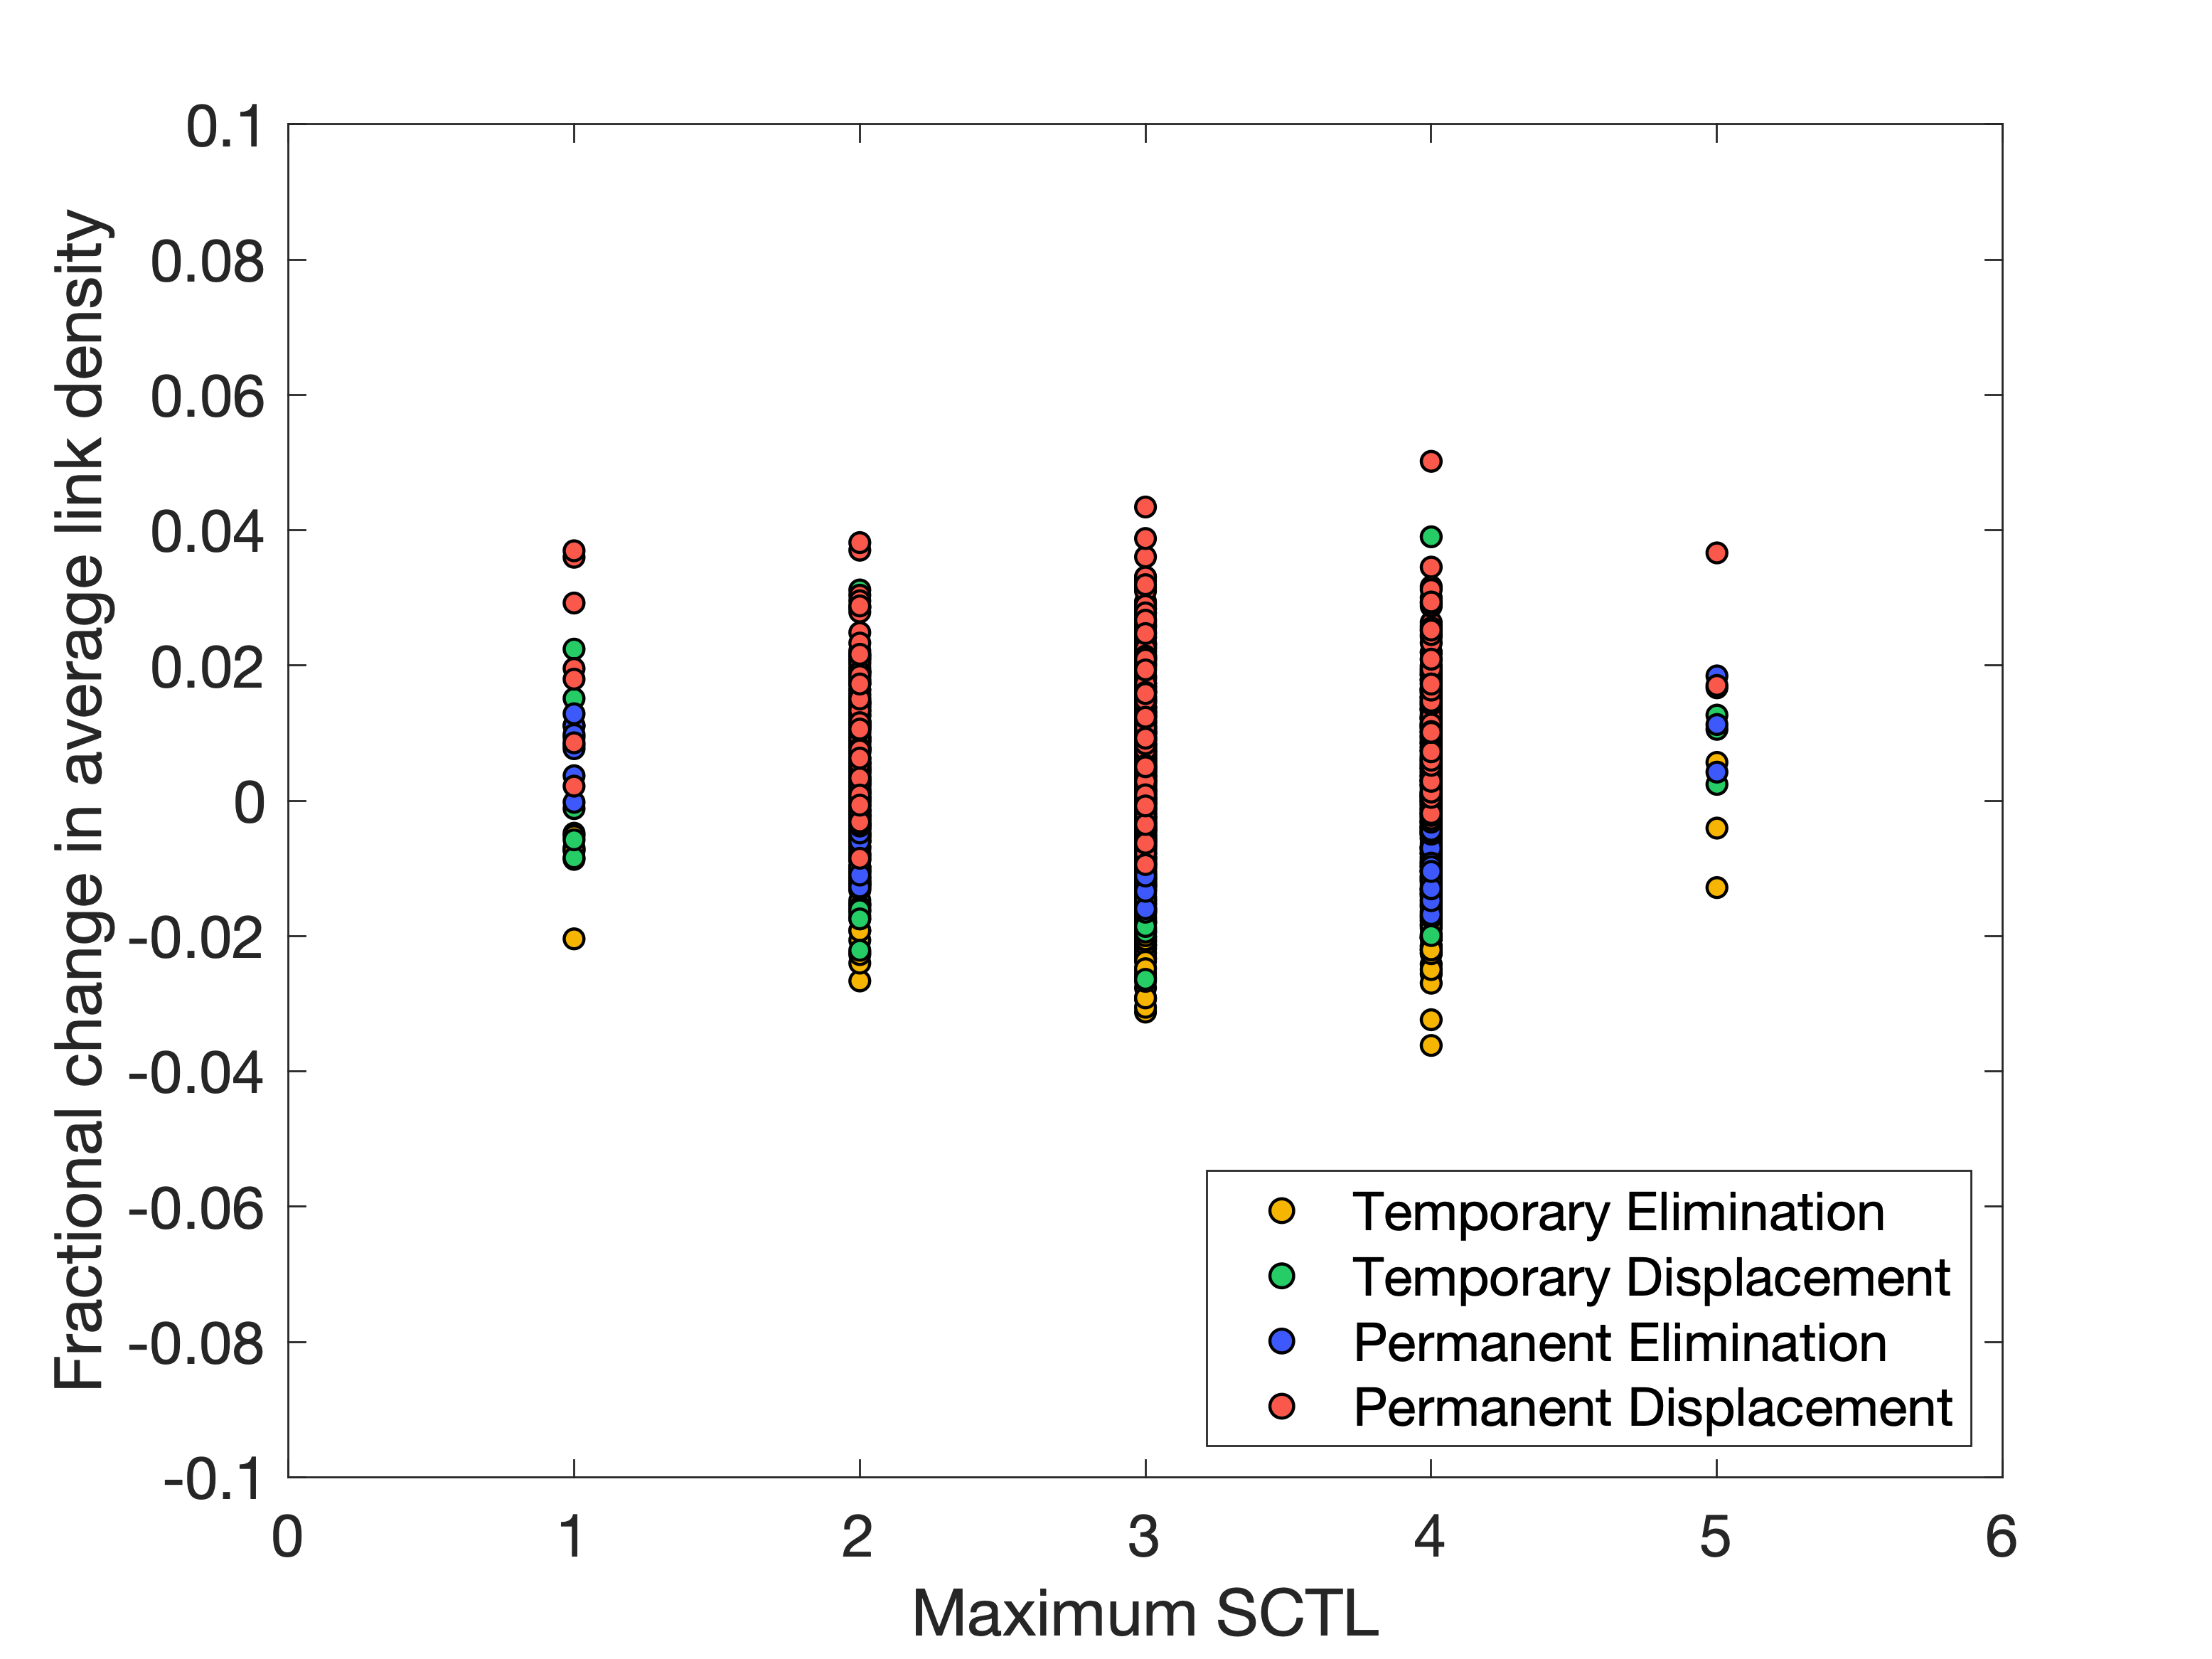 Fractional change in average link density
0.1
0.08
0.06
0.04
0.02
0
-0.02
-0.04
-0.06
-0.08
-0.1
Temporary Elimination
Temporary Displacement
Permanent Elimination
Permanent Displacement
0 1 2 3 4 5 6
Maximum SCTL